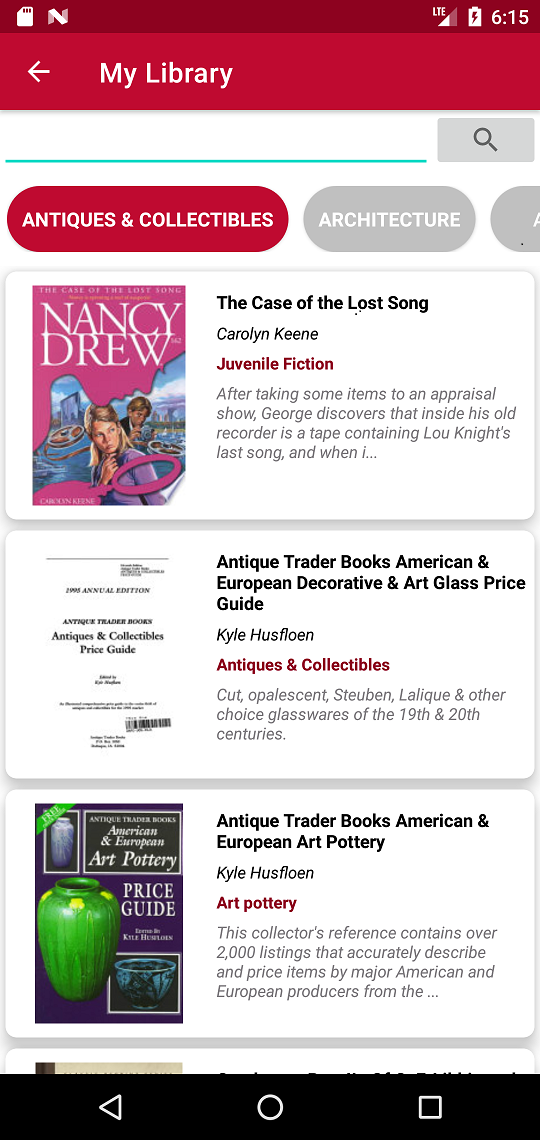 LTE 6:15
My Library
ANTIQUES & COLLECTIBLES ARCHITECTURE
THE CASE OF THE LOST SONG
NANCY
DREW
162
CAROLYN KEENE
The Case of the Lost Song
Carolyn Keene
Juvenile Fiction
After taking some items to an appraisal
show, George discovers that inside his old
recorder is a tape containing Lou Knight's
last song, and when i...
1995 ANNUAL EDITION
ANTIQUE TRADER BOOKS
Antiques & Collectibles
Price Guide
Edited by
Kyle Husfloen
Antique Trader Books American &
European Decorative & Art Glass Price
Guide
Kyle Husfloen
Antiques & Collectibles
Cut, opalescent, Steuben, Lalique & other
choice glasswares of the 19th & 20th
centuries.
FREE
ANTIQUE TRADER BOOKS
American
& European
Art Pottery
PRICE
GUIDE
EDITED BY
KYLE HUSFLOEN
Antique Trader Books American &
European Art Pottery
Kyle Husfloen
Art pottery
This collector's reference contains over
2,000 listings that accurately describe
and price items by major American and
European producers from the ...